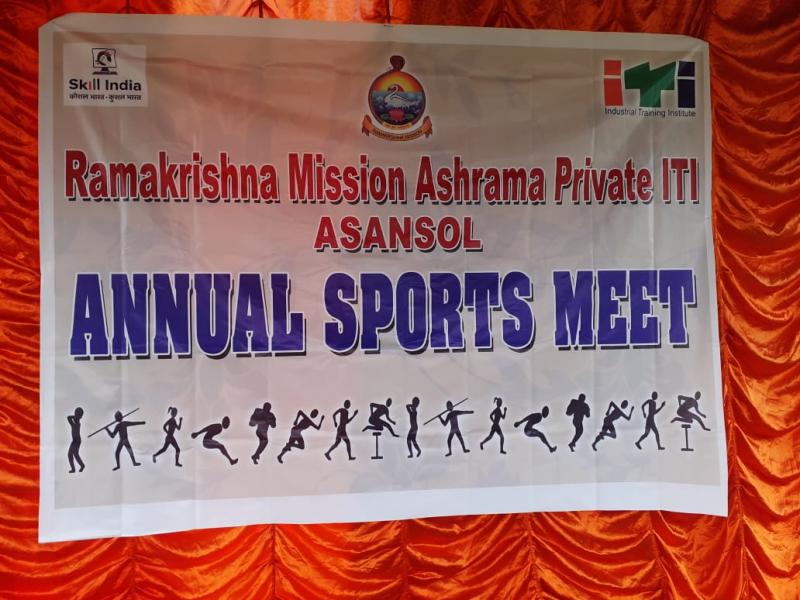 Skill India
कौशल भारत - कुशल भारत
Industrial Training Institute
Ramakrishna Mission Ashrama Private ITI
ASANSOL
ANNUAL SPORTS MEET